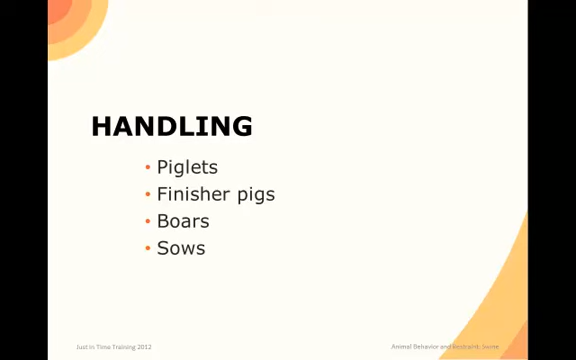 HANDLING
• Piglets
• Finisher pigs
• Boars
• Sows
Just in Time Training 2012
Animal Behavior and Restraint: Swine